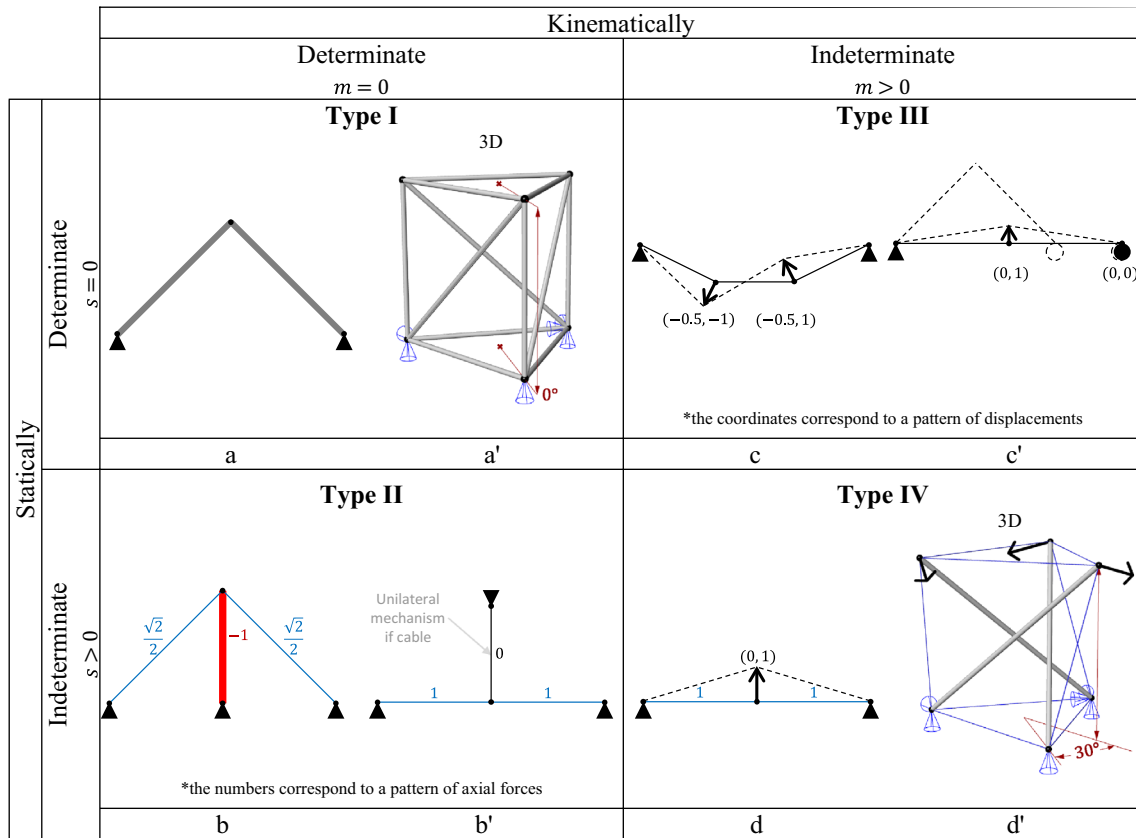 Kinematically
Determinate
m = 0
Indeterminate
m > 0
Statically
Determinate
s = 0
Type I
3D
0°
Type III
(−0.5, −1)
(−0.5, 1)
(0, 1)
(0, 0)
*the coordinates correspond to a pattern of displacements
a
a'
c
c'
Indeterminate
s > 0
Type II
√2/2
−1
√2/2
Unilateral
mechanism
if cable
0
1
1
*the numbers correspond to a pattern of axial forces
Type IV
3D
(0, 1)
1
1
30°
b
b'
d
d'